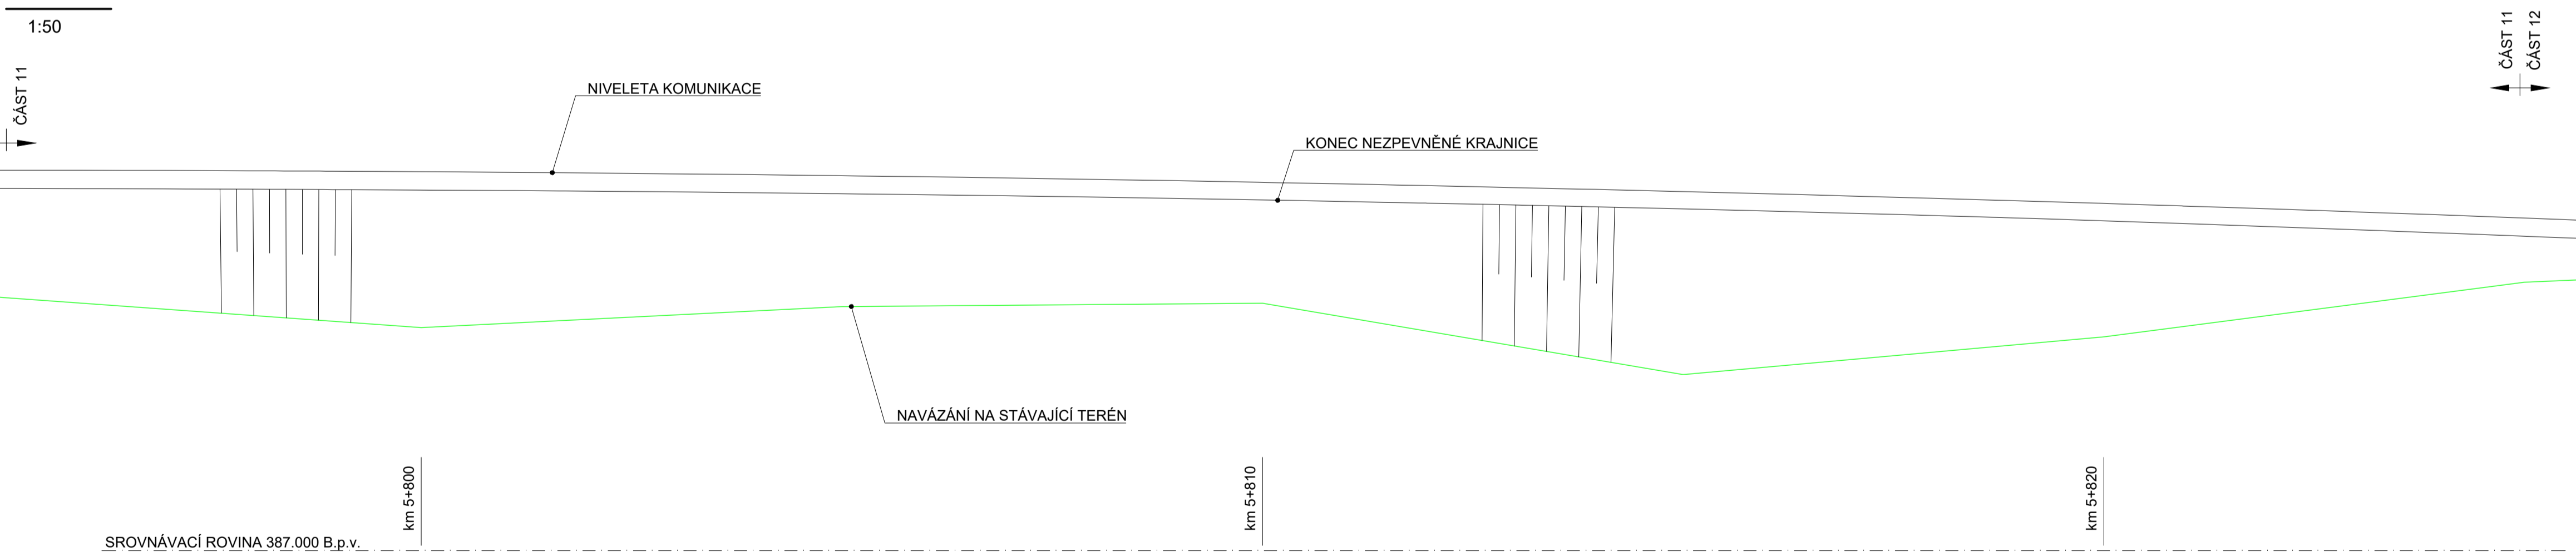 1:50
ČÁST 11
ČÁST 11
ČÁST 12
NIVELETA KOMUNIKACE
KONEC NEZPEVNĚNÉ KRAJNICE
NAVÁZÁNÍ NA STÁVAJÍCÍ TERÉN
km 5+800
km 5+810
km 5+820
SROVNÁVACÍ ROVINA 387.000 B.p.v.